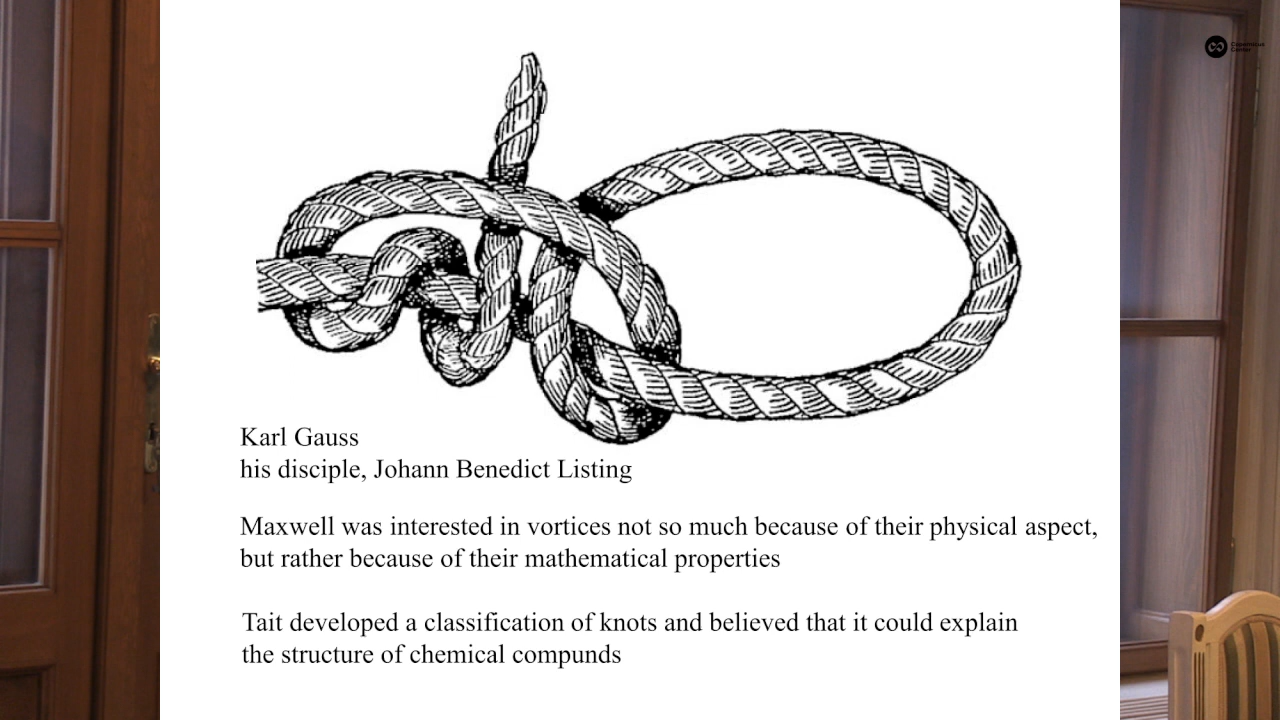 Copernicus
Center
Karl Gauss
his disciple, Johann Benedict Listing
Maxwell was interested in vortices not so much because of their physical aspect,
but rather because of their mathematical properties
Tait developed a classification of knots and believed that it could explain
the structure of chemical compunds